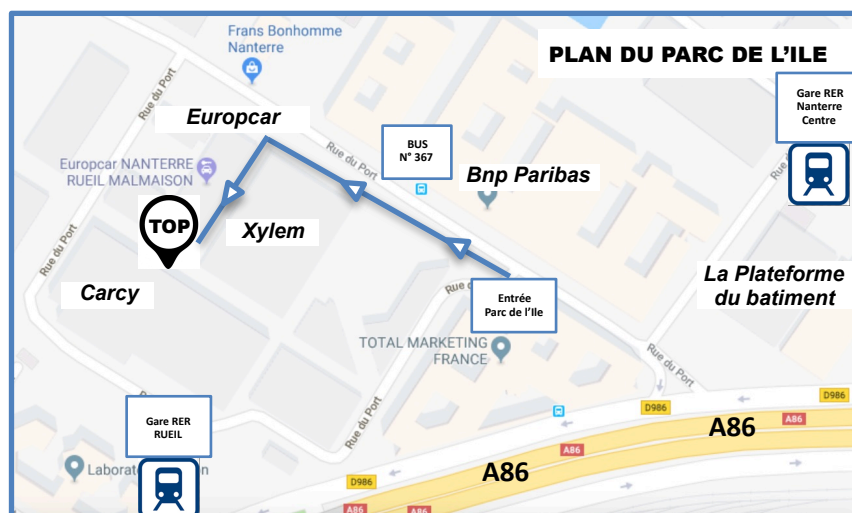 PLAN DU PARC DE L'ILE
Frans Bonhomme
Nanterre
Rue du Port
Gare RER
Nanterre
Centre
Europcar
BUS
N° 367
Rue du Port
Bnp Paribas
Europcar NANTERRE
RUEIL MALMAISON
TOP
Xylem
Rue du Port
Carcy
La Plateforme
du batiment
Entrée
Parc de l'Ile
TOTAL MARKETING
FRANCE
Rue du Port
Rue du Port
Gare RER
RUEIL
D986
D986
A86
A86
A86
A86
A86
D986
A86